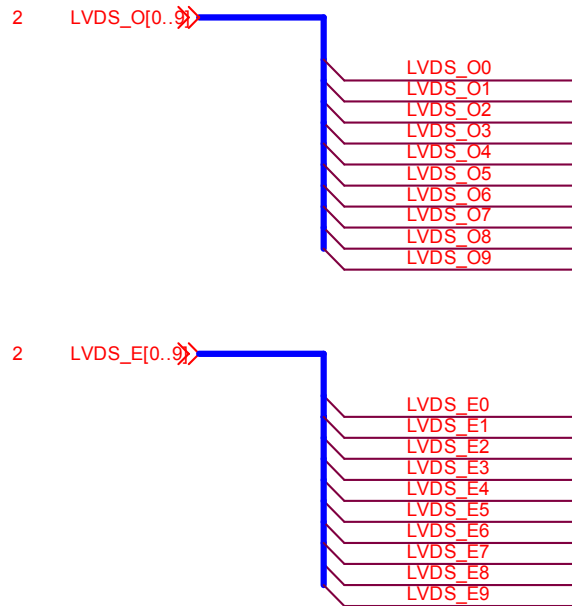 2 LVDS_O[0..9]
LVDS_O0
LVDS_O1
LVDS_O2
LVDS_O3
LVDS_O4
LVDS_O5
LVDS_O6
LVDS_O7
LVDS_O8
LVDS_O9
2 LVDS_E[0..9]
LVDS_E0
LVDS_E1
LVDS_E2
LVDS_E3
LVDS_E4
LVDS_E5
LVDS_E6
LVDS_E7
LVDS_E8
LVDS_E9